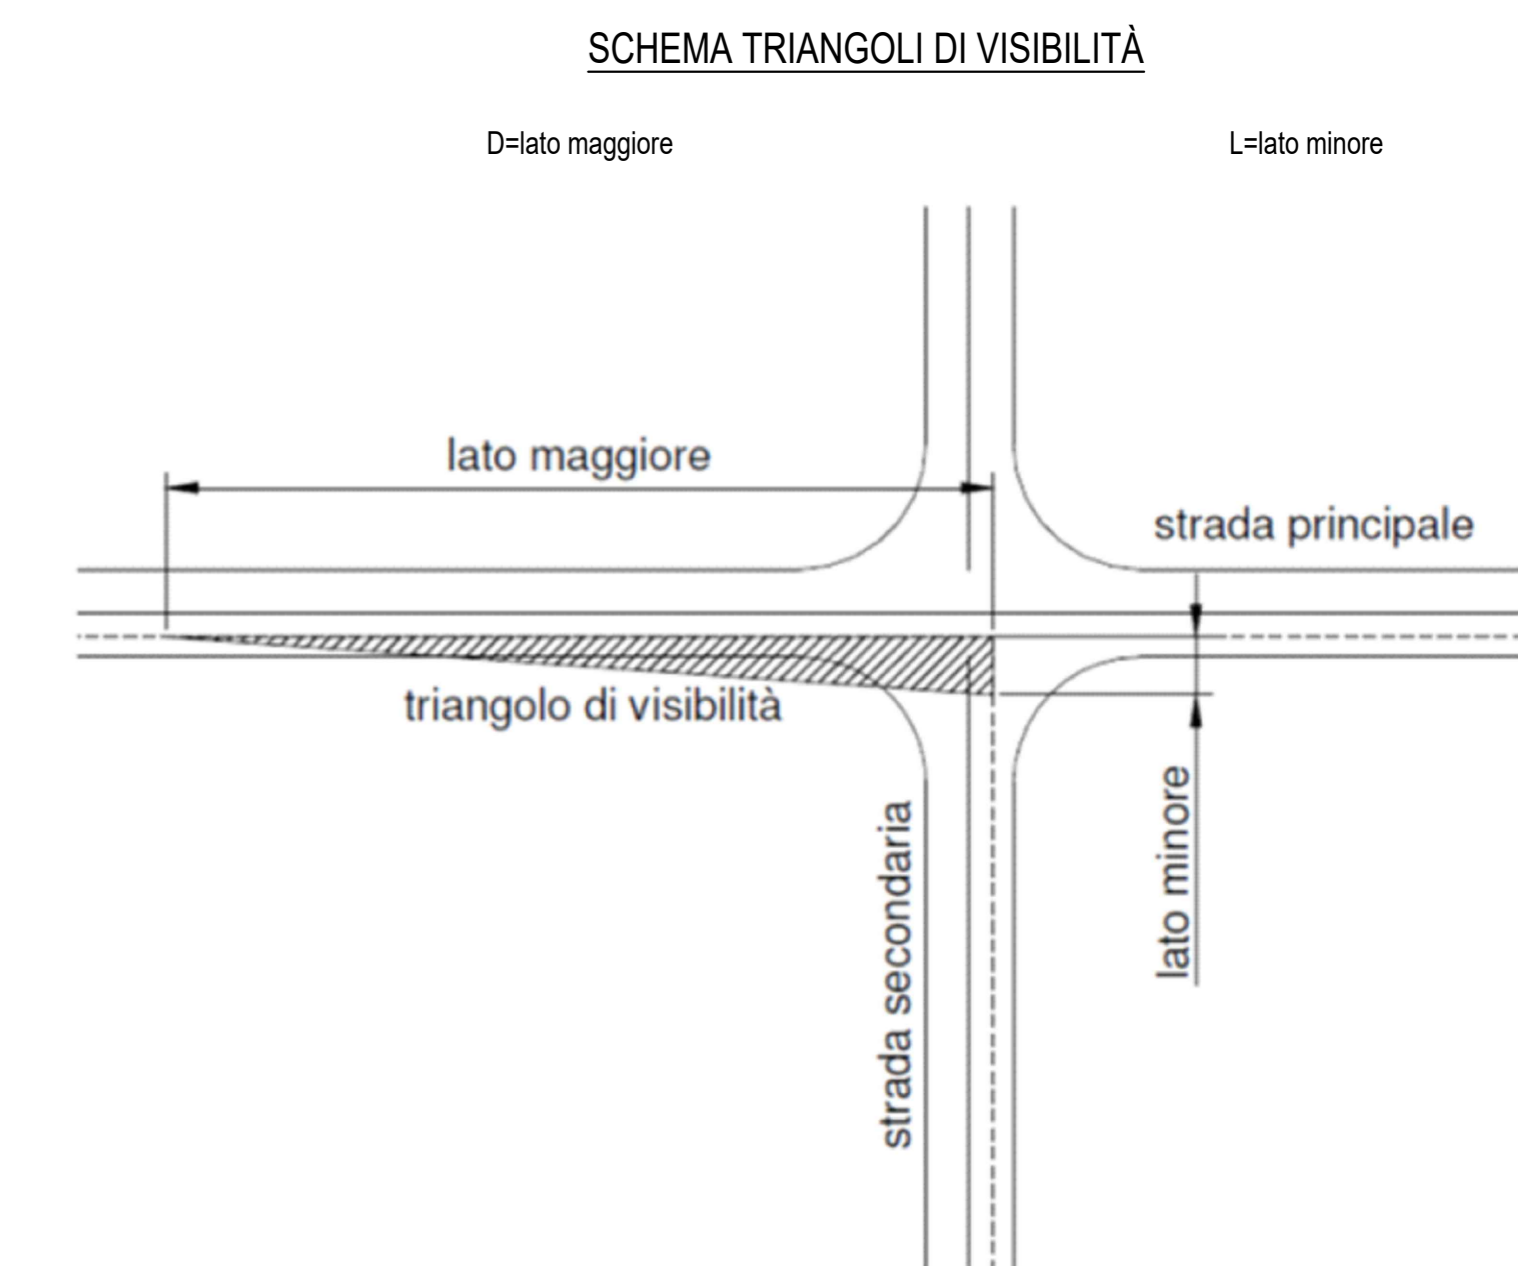 SCHEMA TRIANGOLI DI VISIBILITÀ
D=lato maggiore
L=lato minore
lato maggiore
strada principale
triangolo di visibilità
lato minore
strada secondaria